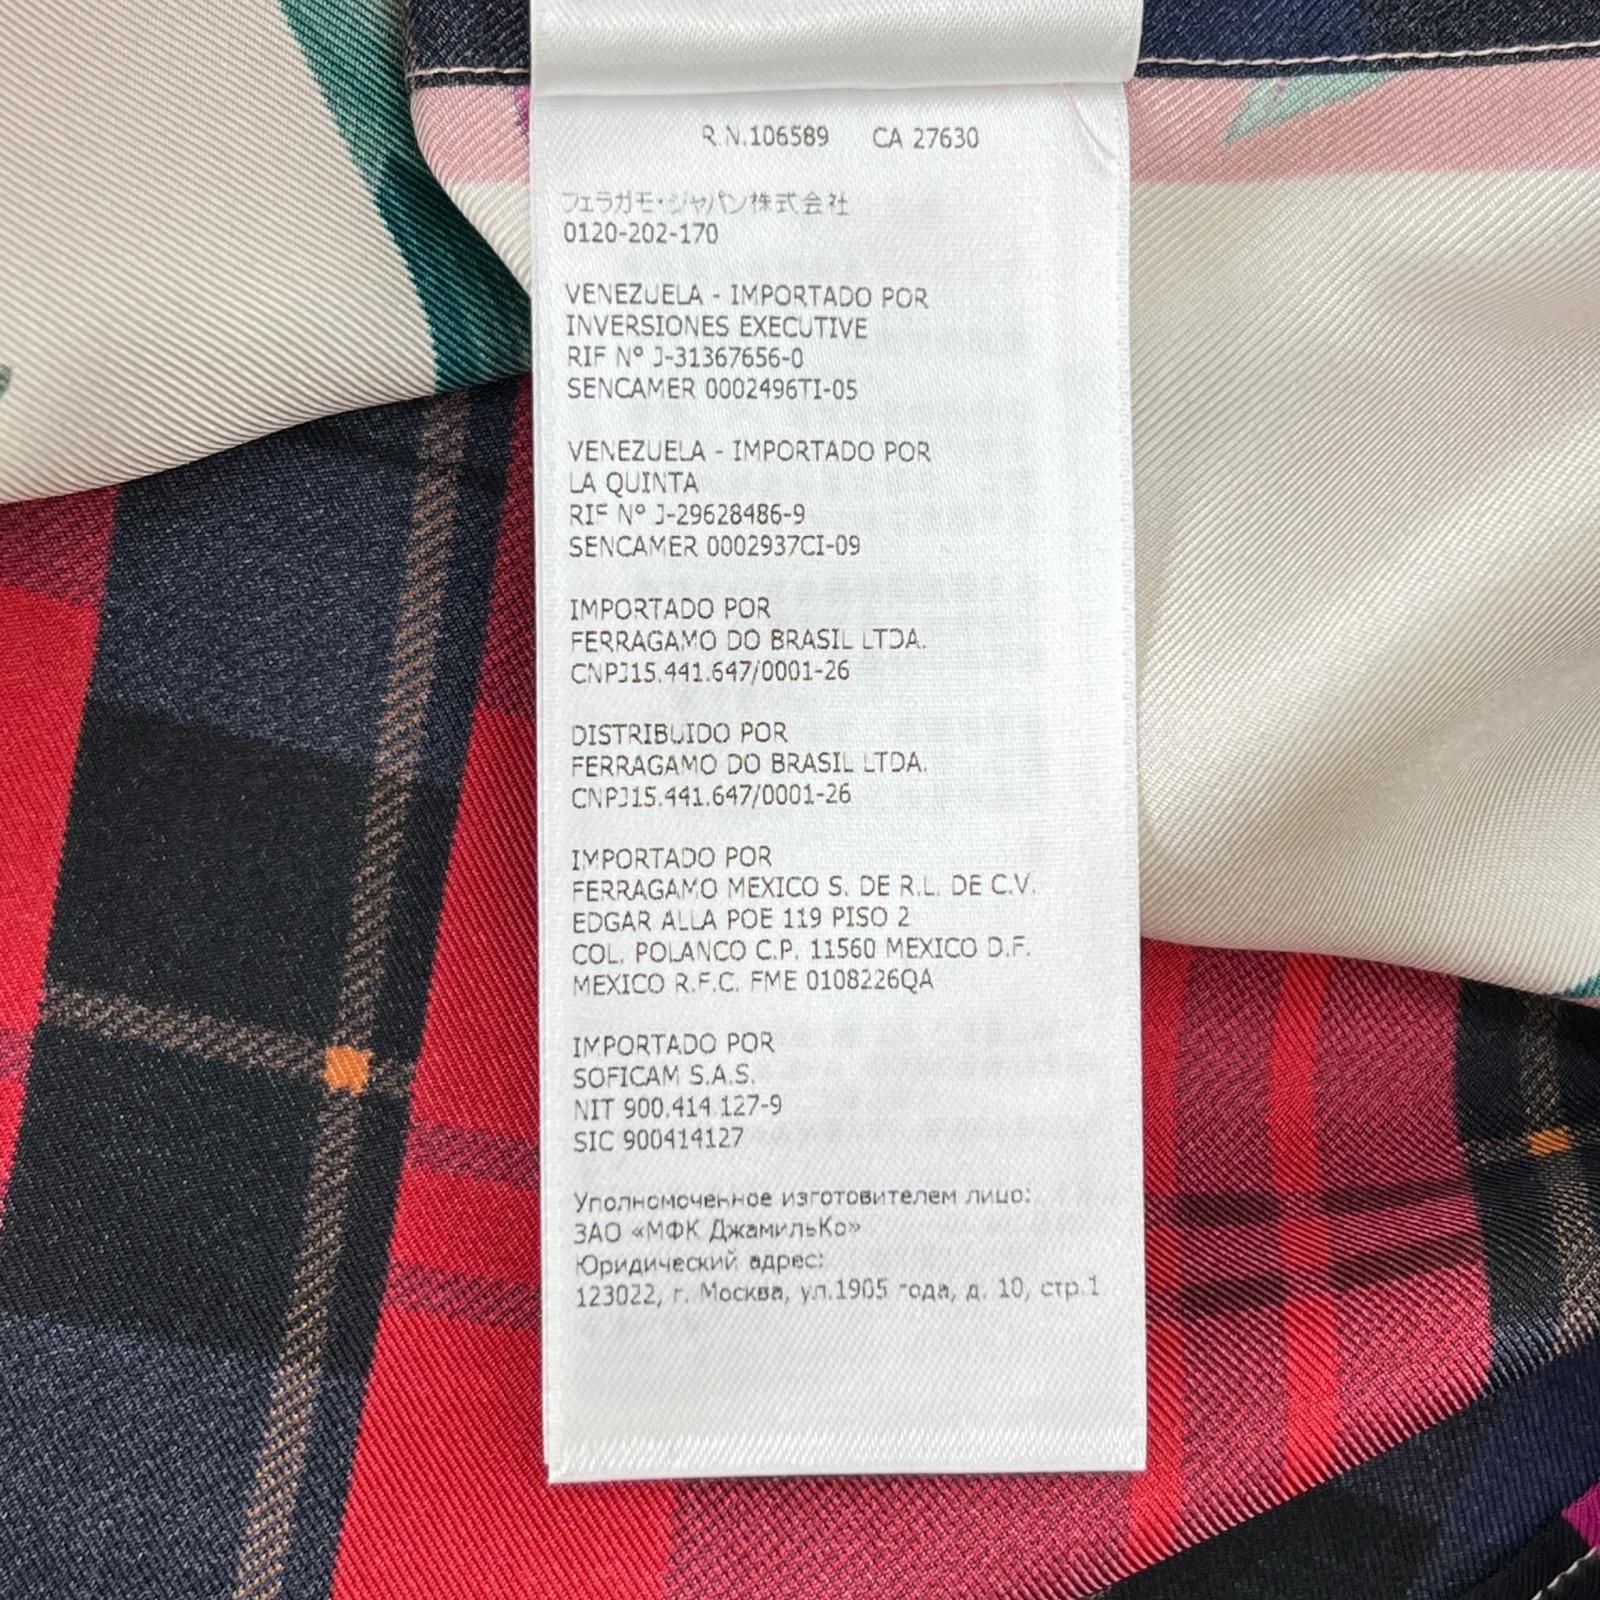 R.N.106589 CA 27630
フェラガモ・ジャパン株式会社
0120-202-170
VENEZUELA - IMPORTADO POR
INVERSIONES EXECUTIVE
RIF Nº J-31367656-0
SENCAMER 0002496TI-05
VENEZUELA - IMPORTADO POR
LA QUINTA
RIF Nº J-29628486-9
SENCAMER 0002937CI-09
IMPORTADO POR
FERRAGAMO DO BRASIL LTDA.
CNPJ15.441.647/0001-26
DISTRIBUIDO POR
FERRAGAMO DO BRASIL LTDA.
CNPJ15.441.647/0001-26
IMPORTADO POR
FERRAGAMO MEXICO S. DE R.L. DE C.V.
EDGAR ALLA POE 119 PISO 2
COL. POLANCO C.P. 11560 MEXICO D.F.
MEXICO R.F.C. FME 0108226QA
IMPORTADO POR
SOFICAM S.A.S.
NIT 900.414.127-9
SIC 900414127
Уполномоченное изготовителем лицо:
ЗАО «МФК ДжамильКо»
Юридический адрес:
123022, г. Москва, ул.1905 года, д. 10, стр.1